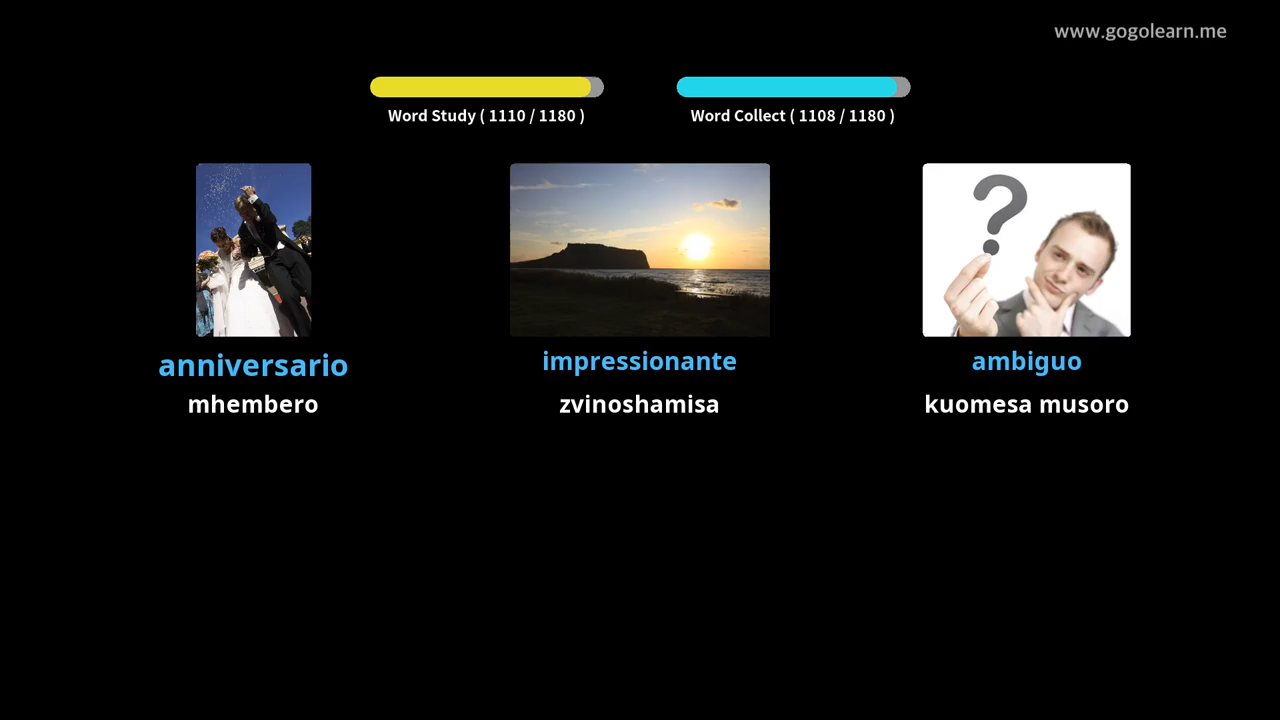 www.gogolearn.me
Word Study ( 1110 / 1180 )
Word Collect ( 1108 / 1180 )
anniversario
impressionante
ambiguo
mhembero
zvinoshamisa
kuomesa musoro